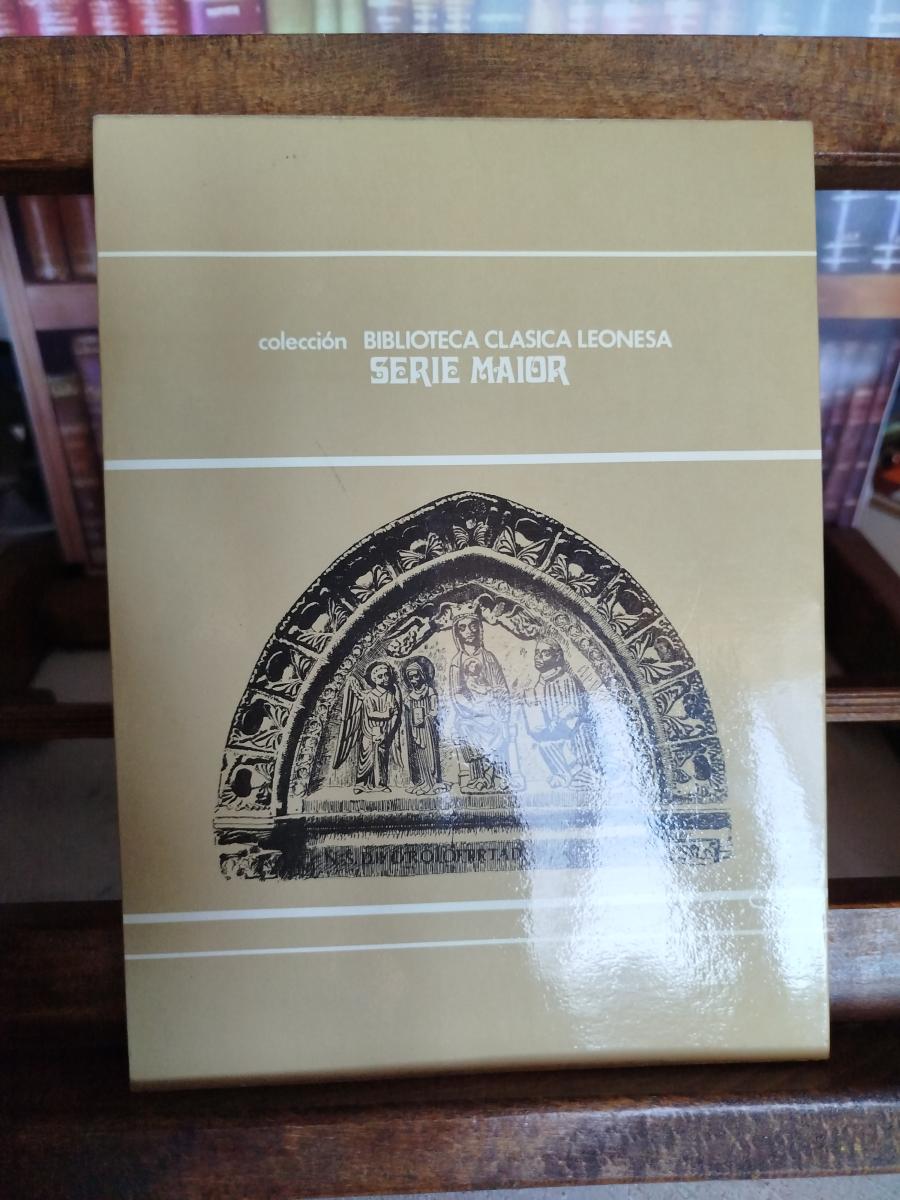 colección BIBLIOTECA CLASICA LEONESA
SERIE MAIOR